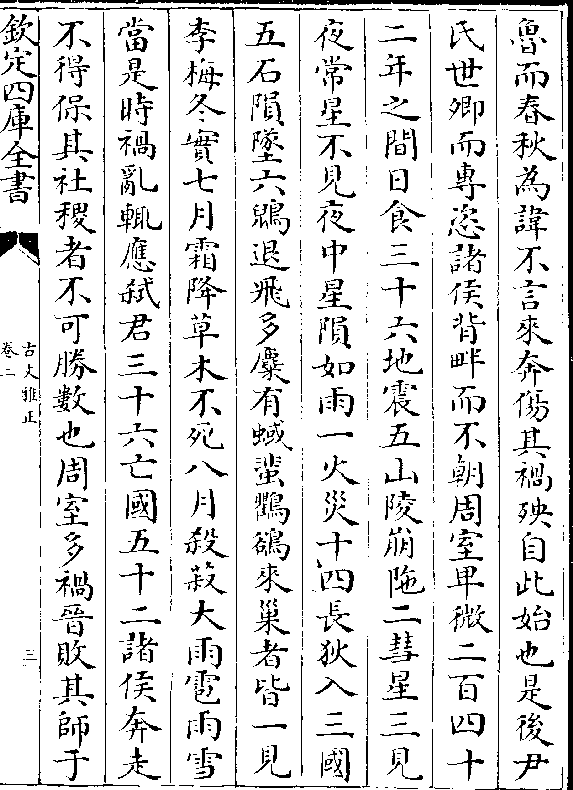 魯而春秋為諱不言來奔傷其禍殃自此始也是後尹
氏世卿而專恣諸侯背畔而不朝周室卑微二百四十
二年之間日食三十六地震五山陵崩阤二彗星三見
夜常星不見夜中星隕如雨一火災十四長狄入三國
五石隕墜六鶂退飛多麋有蜮蜚鸜鵒來巢者皆一見
李梅冬實七月霜降草木不死八月殺菽大雨雹雨雪
當是時禍亂輒應弒君三十六亡國五十二諸侯奔走
不得保其社稷者不可勝數也周室多禍晉敗其師于
欽定四庫全書
古文雅正
卷二
三